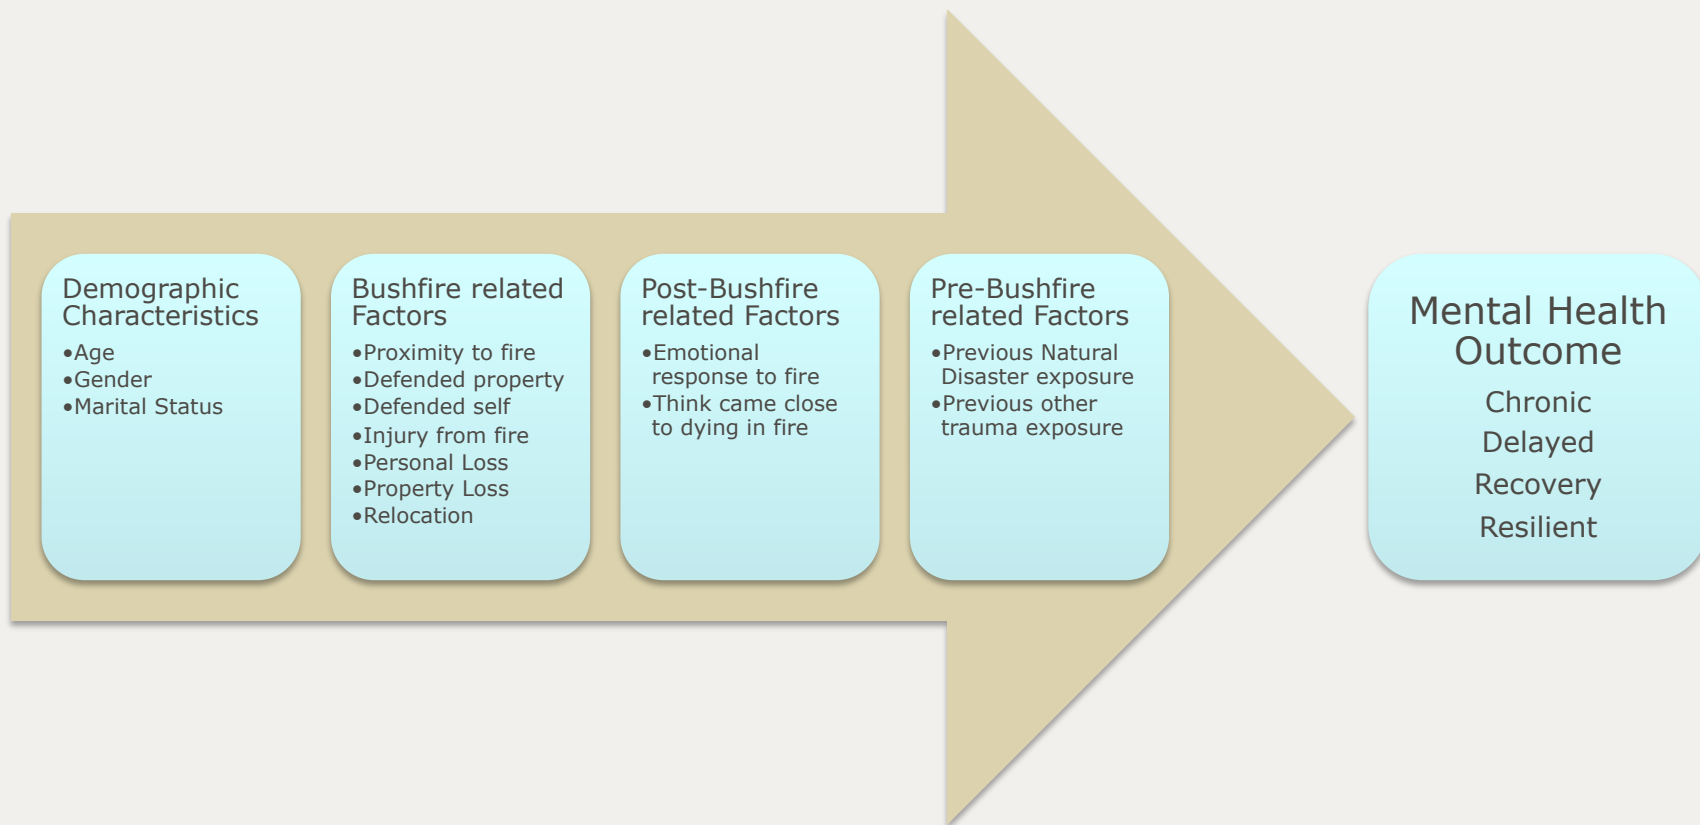 Demographic
Characteristics
•Age
•Gender
•Marital Status
Bushfire related
Factors
•Proximity to fire
•Defended property
•Defended self
•Injury from fire
•Personal Loss
•Property Loss
•Relocation
Post-Bushfire
related Factors
•Emotional
response to fire
•Think came close
to dying in fire
Pre-Bushfire
related Factors
•Previous Natural
Disaster exposure
•Previous other
trauma exposure
Mental Health
Outcome
Chronic
Delayed
Recovery
Resilient